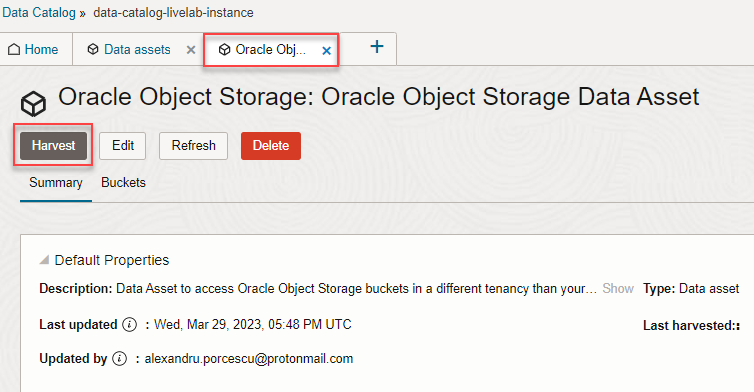 Data Catalog » data-catalog-livelab-instance
Home Data assets × Oracle Obj... × +
Oracle Object Storage: Oracle Object Storage Data Asset
Harvest Edit Refresh Delete
Summary Buckets
Default Properties
Description: Data Asset to access Oracle Object Storage buckets in a different tenancy than your... Show Type: Data asset
Last updated i : Wed, Mar 29, 2023, 05:48 PM UTC Last harvested::
Updated by i : alexandru.porcescu@protonmail.com